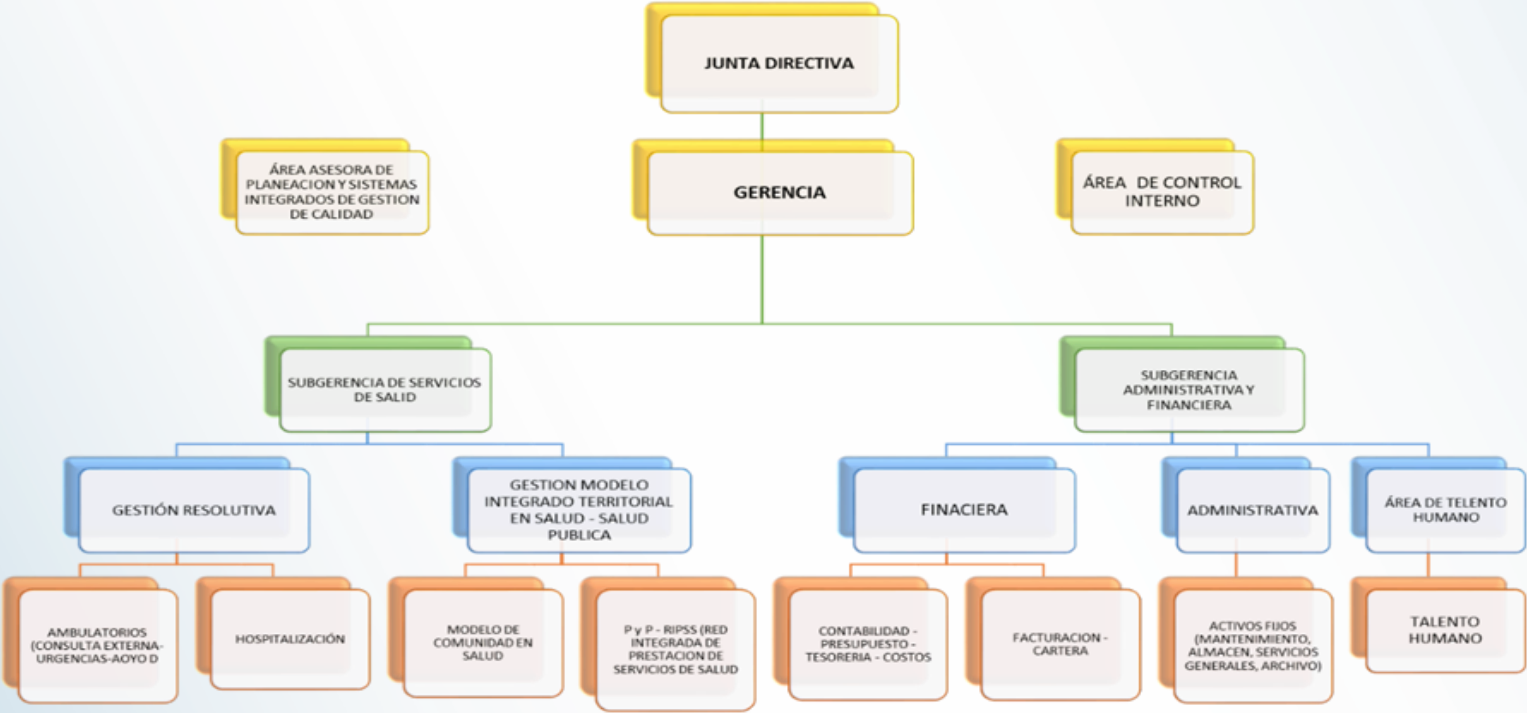 JUNTA DIRECTIVA
ÁREA ASESORA DE
PLANEACION Y SISTEMAS
INTEGRADOS DE GESTION
DE CALIDAD
GERENCIA
ÁREA DE CONTROL
INTERNO
SUBGERENCIA DE SERVICIOS
DE SALID
SUBGERENCIA
ADMINISTRATIVA Y
FINANCIERA
GESTIÓN RESOLUTIVA
GESTION MODELO
INTEGRADO TERRITORIAL
EN SALUD - SALUD
PUBLICA
FINACIERA
ADMINISTRATIVA
ÁREA DE TELENTO
HUMANO
AMBULATORIOS
(CONSULTA EXTERNA-
URGENCIAS-AOYO D
HOSPITALIZACIÓN
MODELO DE
COMUNIDAD EN
SALUD
P y P - RIPSS (RED
INTEGRADA DE
PRESTACION DE
SERVICIOS DE SALUD
CONTABILIDAD -
PRESUPUESTO -
TESORERIA - COSTOS
FACTURACION -
CARTERA
ACTIVOS FIJOS
(MANTENIMIENTO,
ALMACEN, SERVICIOS
GENERALES, ARCHIVO)
TALENTO
HUMANO